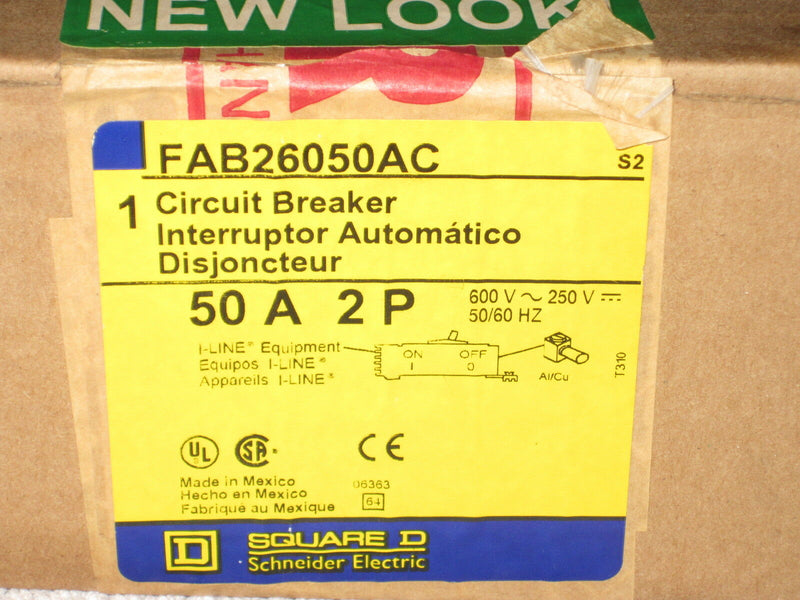 NEW LOOK
FAB26050AC
S2
1
Circuit Breaker
Interruptor Automático
Disjoncteur
50 A 2 P
600 V ~ 250 V ⎓
50/60 HZ
I-LINE® Equipment
Equipos I-LINE®
Appareils I-LINE®
ON OFF
I O
Al/Cu
T310
UL
SA
CE
Made in Mexico
Hecho en Mexico
Fabriqué au Mexique
06363
64
D
SQUARE D
Schneider Electric